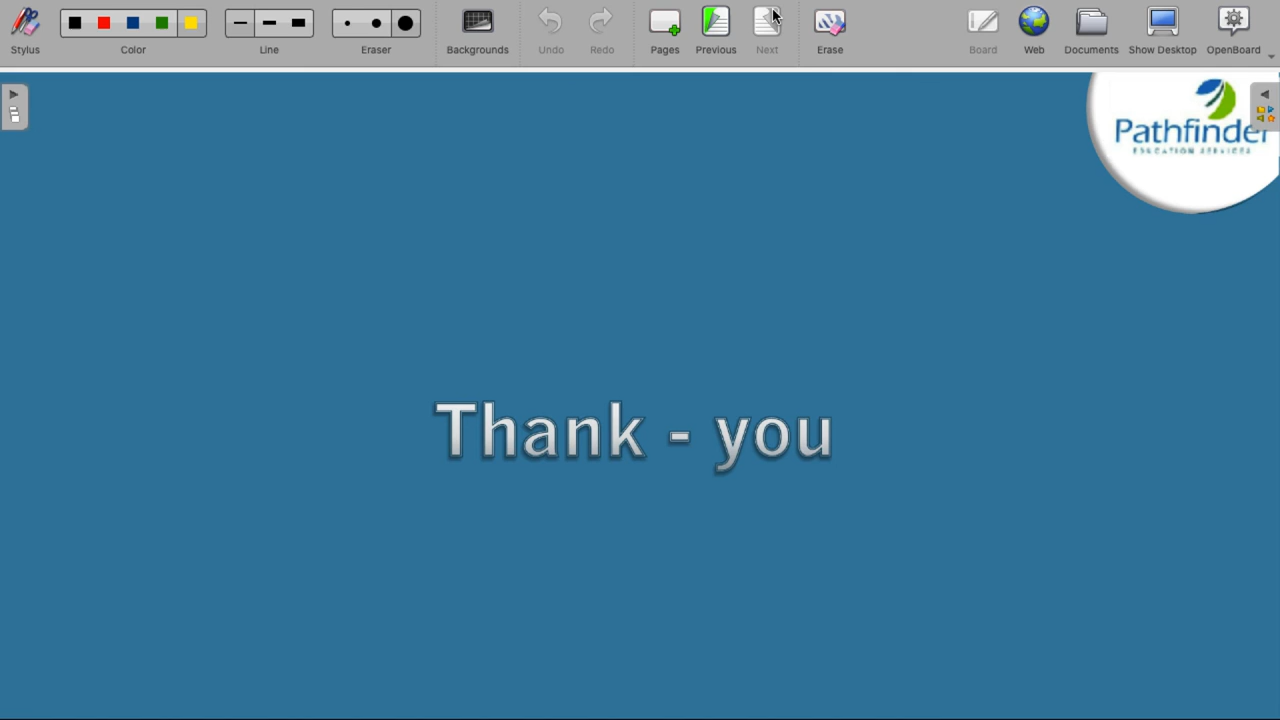 Stylus
Color
Line
Eraser
Backgrounds
Undo
Redo
Pages
Previous
Next
Erase
Board
Web
Documents
Show Desktop
OpenBoard
Pathfinder
EDUCATION SERVICES
Thank - you